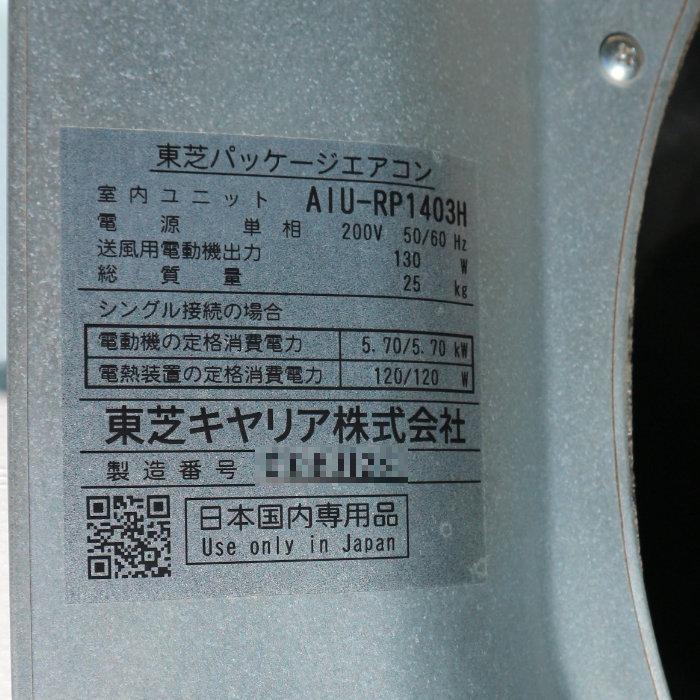 東芝パッケージエアコン
室内ユニット AIU-RP1403H
電源 単相 200V 50/60 Hz
送風用電動機出力 130 W
総質量 25 kg
シングル接続の場合
電動機の定格消費電力 5.70/5.70 kW
電熱装置の定格消費電力 120/120 W
東芝キヤリア株式会社
製造番号
日本国内専用品
Use only in Japan